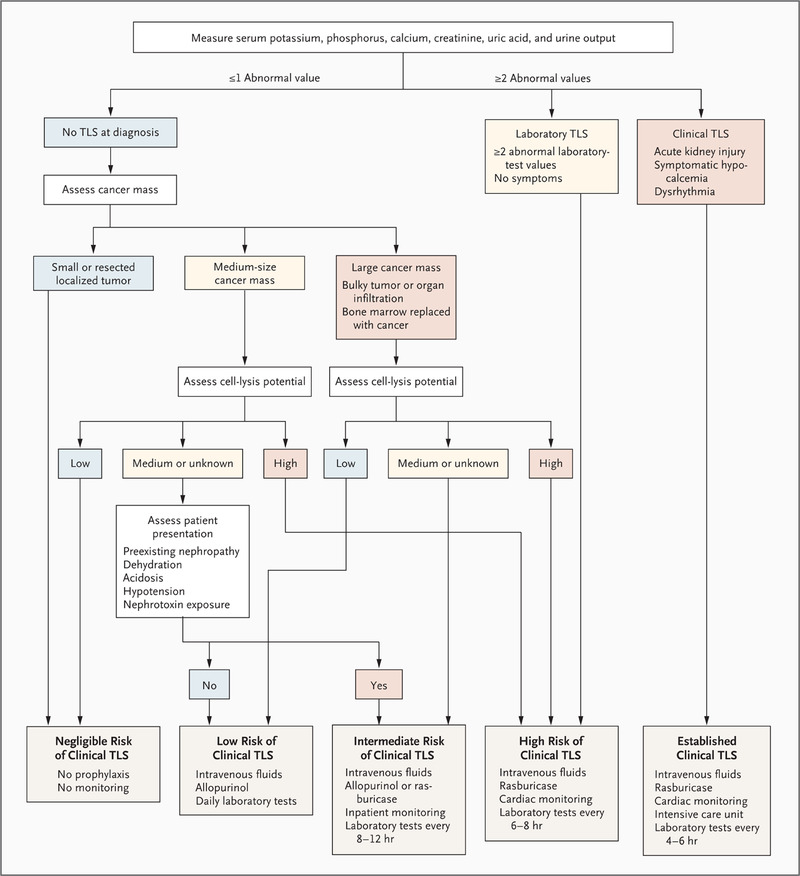 Measure serum potassium, phosphorus, calcium, creatinine, uric acid, and urine output
≤1 Abnormal value
≥2 Abnormal values
No TLS at diagnosis
Laboratory TLS
≥2 abnormal laboratory-
test values
No symptoms
Clinical TLS
Acute kidney injury
Symptomatic hypo-
calcemia
Dysrhythmia
Assess cancer mass
Small or resected
localized tumor
Medium-size
cancer mass
Large cancer mass
Bulky tumor or organ
infiltration
Bone marrow replaced
with cancer
Assess cell-lysis potential
Assess cell-lysis potential
Low
Medium or unknown
High
Low
Medium or unknown
High
Assess patient
presentation
Preexisting nephropathy
Dehydration
Acidosis
Hypotension
Nephrotoxin exposure
No
Yes
Negligible Risk
of Clinical TLS
No prophylaxis
No monitoring
Low Risk of
Clinical TLS
Intravenous fluids
Allopurinol
Daily laboratory tests
Intermediate Risk
of Clinical TLS
Intravenous fluids
Allopurinol or ras-
buricase
Inpatient monitoring
Laboratory tests every
8–12 hr
High Risk of
Clinical TLS
Intravenous fluids
Rasburicase
Cardiac monitoring
Laboratory tests every
6–8 hr
Established
Clinical TLS
Intravenous fluids
Rasburicase
Cardiac monitoring
Intensive care unit
Laboratory tests every
4–6 hr